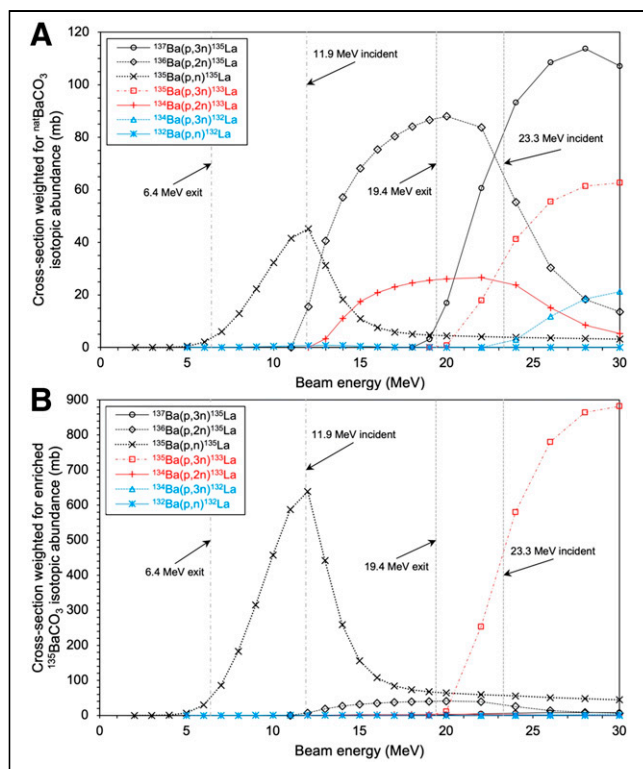 A
Cross-section weighted for ⁿᵃᵗBaCO₃
isotopic abundance (mb)
120
100
80
60
40
20
0
¹³⁷Ba(p,3n)¹³⁵La
¹³⁶Ba(p,2n)¹³⁵La
¹³⁵Ba(p,n)¹³⁵La
¹³⁵Ba(p,3n)¹³³La
¹³⁴Ba(p,2n)¹³³La
¹³⁴Ba(p,3n)¹³²La
¹³²Ba(p,n)¹³²La
11.9 MeV incident
6.4 MeV exit
19.4 MeV exit
23.3 MeV incident
0 5 10 15 20 25 30
Beam energy (MeV)
B
Cross-section weighted for enriched
¹³⁵BaCO₃ isotopic abundance (mb)
900
800
700
600
500
400
300
200
100
0
¹³⁷Ba(p,3n)¹³⁵La
¹³⁶Ba(p,2n)¹³⁵La
¹³⁵Ba(p,n)¹³⁵La
¹³⁵Ba(p,3n)¹³³La
¹³⁴Ba(p,2n)¹³³La
¹³⁴Ba(p,3n)¹³²La
¹³²Ba(p,n)¹³²La
11.9 MeV incident
6.4 MeV exit
19.4 MeV exit
23.3 MeV incident
0 5 10 15 20 25 30
Beam energy (MeV)